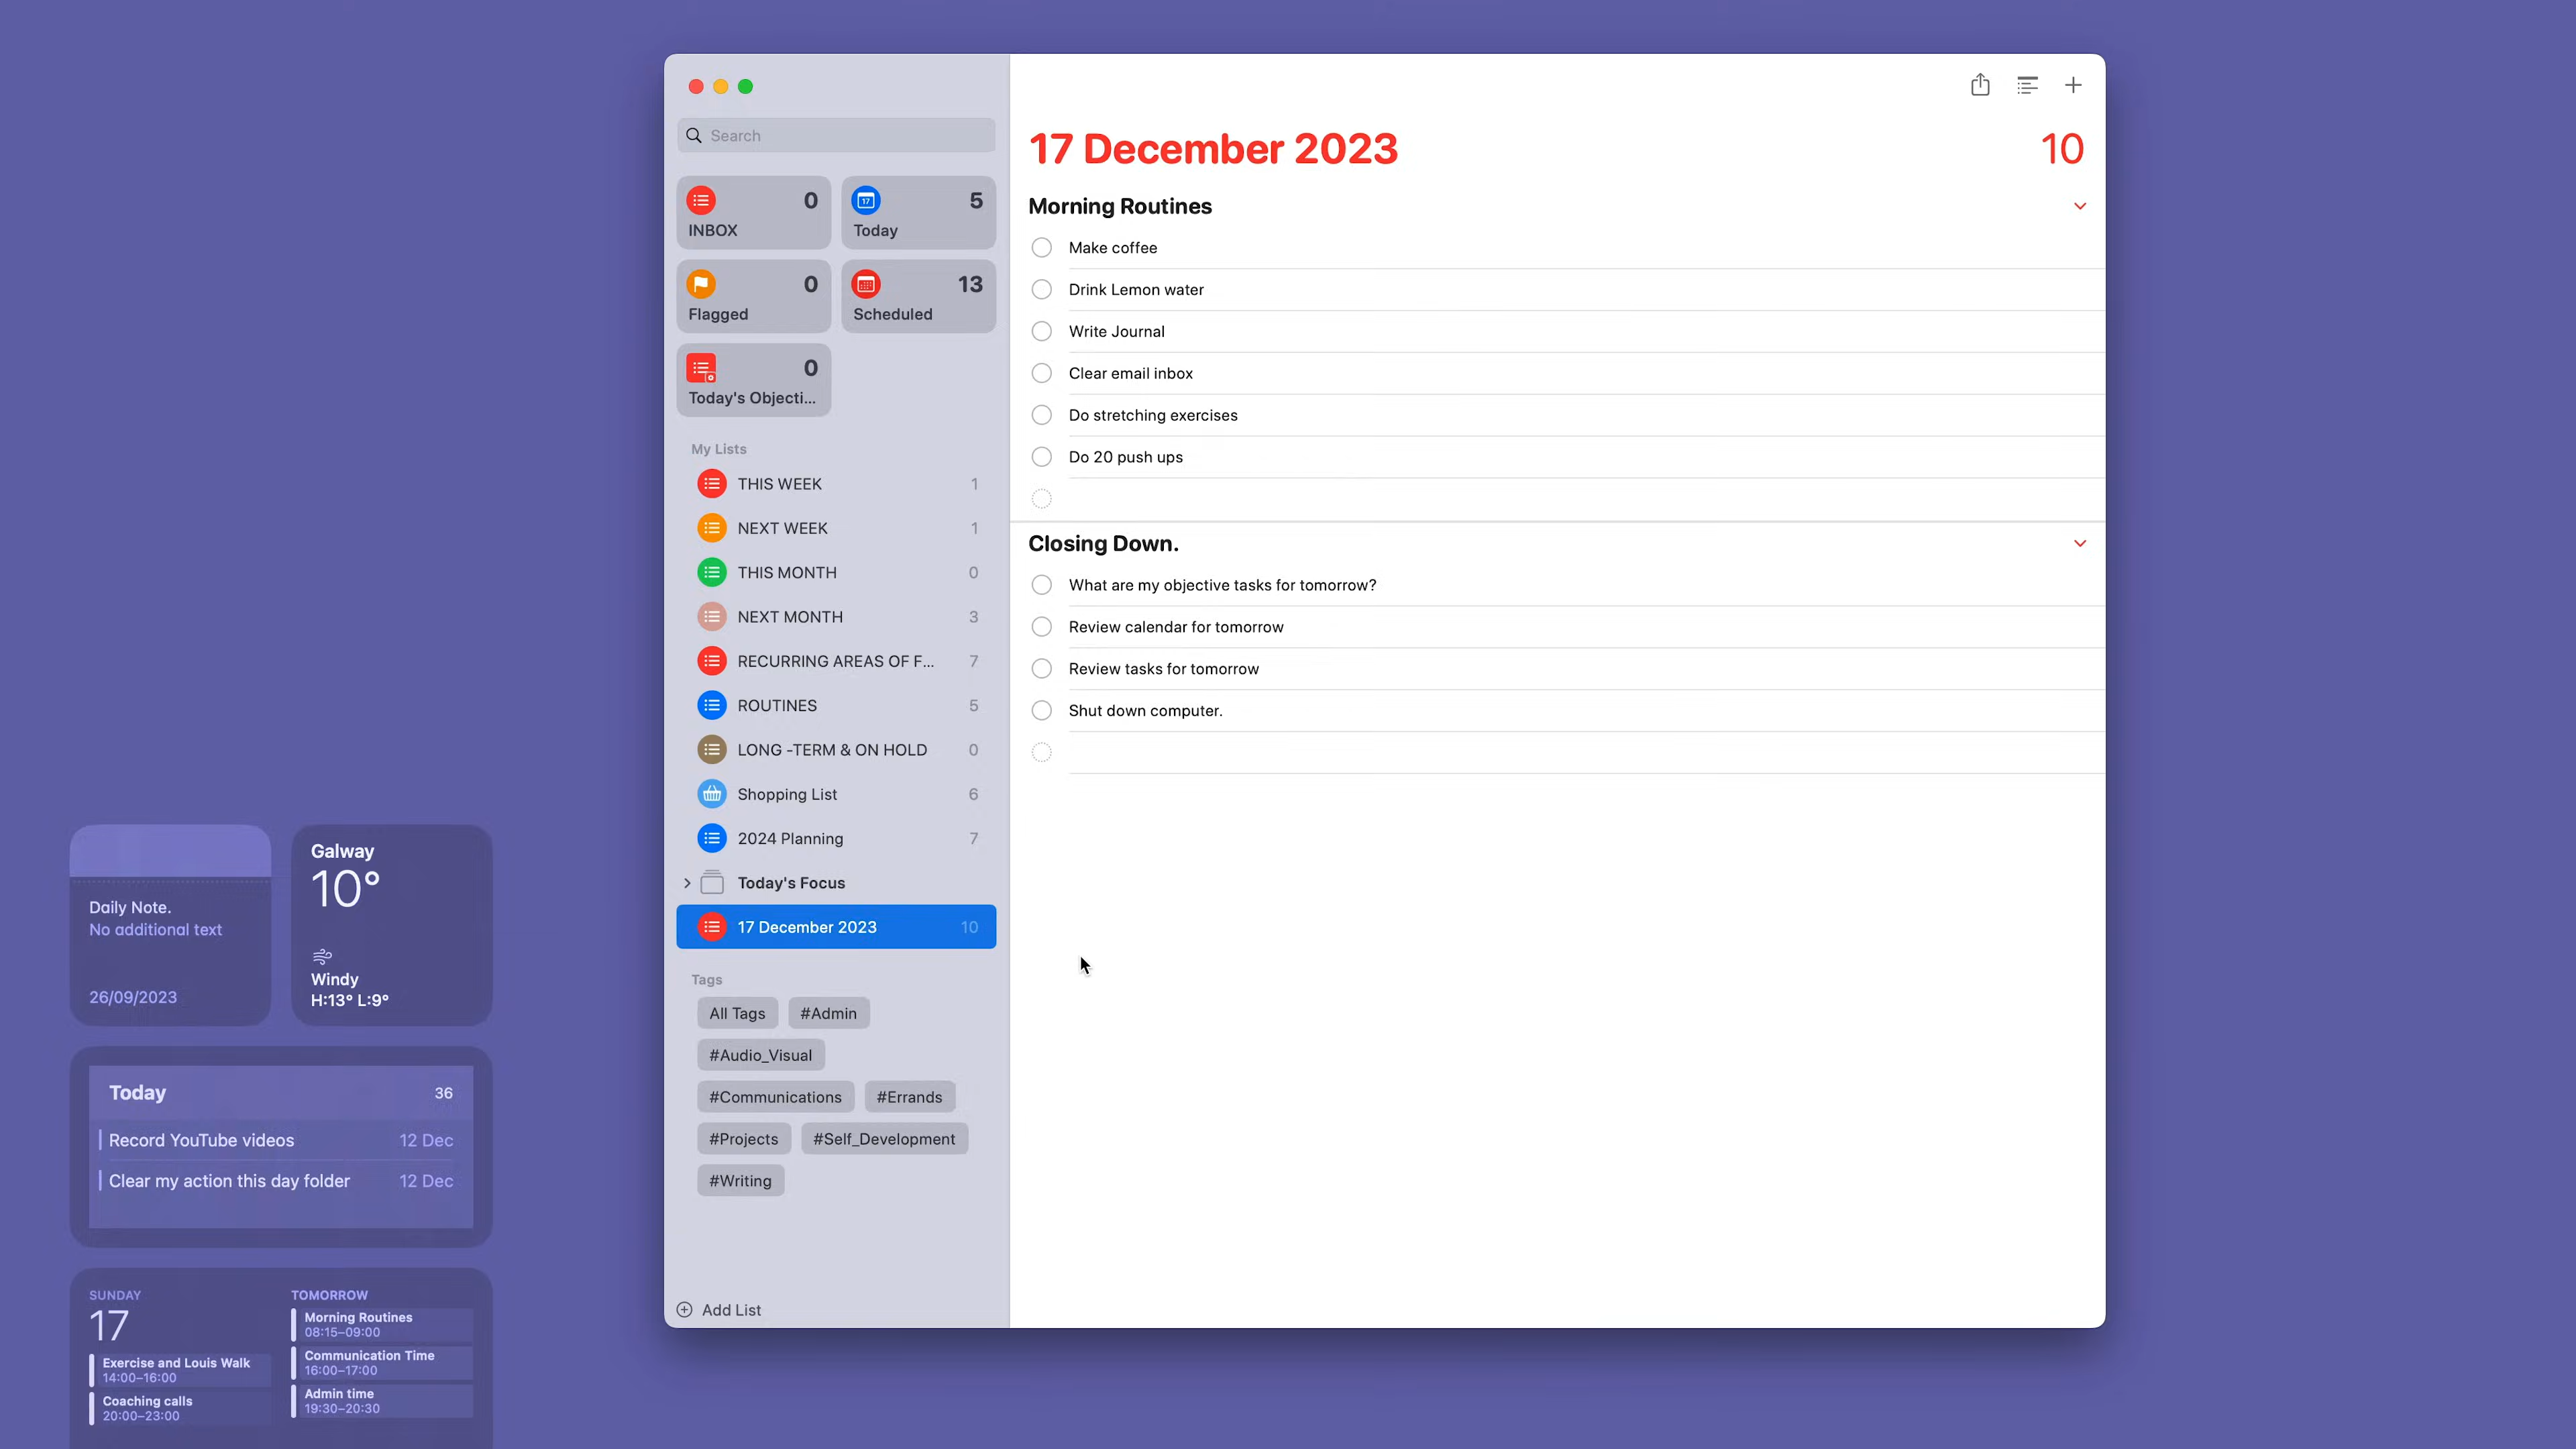 Search
0
INBOX
5
Today
17
0
Flagged
13
Scheduled
0
Today's Objecti...
My Lists
THIS WEEK 1
NEXT WEEK 1
THIS MONTH 0
NEXT MONTH 3
RECURRING AREAS OF F... 7
ROUTINES 5
LONG -TERM & ON HOLD 0
Shopping List 6
2024 Planning 7
Today's Focus
17 December 2023 10
Tags
All Tags #Admin
#Audio_Visual
#Communications #Errands
#Projects #Self_Development
#Writing
Add List
17 December 2023 10
Morning Routines
Make coffee
Drink Lemon water
Write Journal
Clear email inbox
Do stretching exercises
Do 20 push ups
Closing Down.
What are my objective tasks for tomorrow?
Review calendar for tomorrow
Review tasks for tomorrow
Shut down computer.
Daily Note.
No additional text
26/09/2023
Galway
10°
Windy
H:13° L:9°
Today 36
Record YouTube videos 12 Dec
Clear my action this day folder 12 Dec
SUNDAY
17
Exercise and Louis Walk
14:00–16:00
Coaching calls
20:00–23:00
TOMORROW
Morning Routines
08:15–09:00
Communication Time
16:00–17:00
Admin time
19:30–20:30